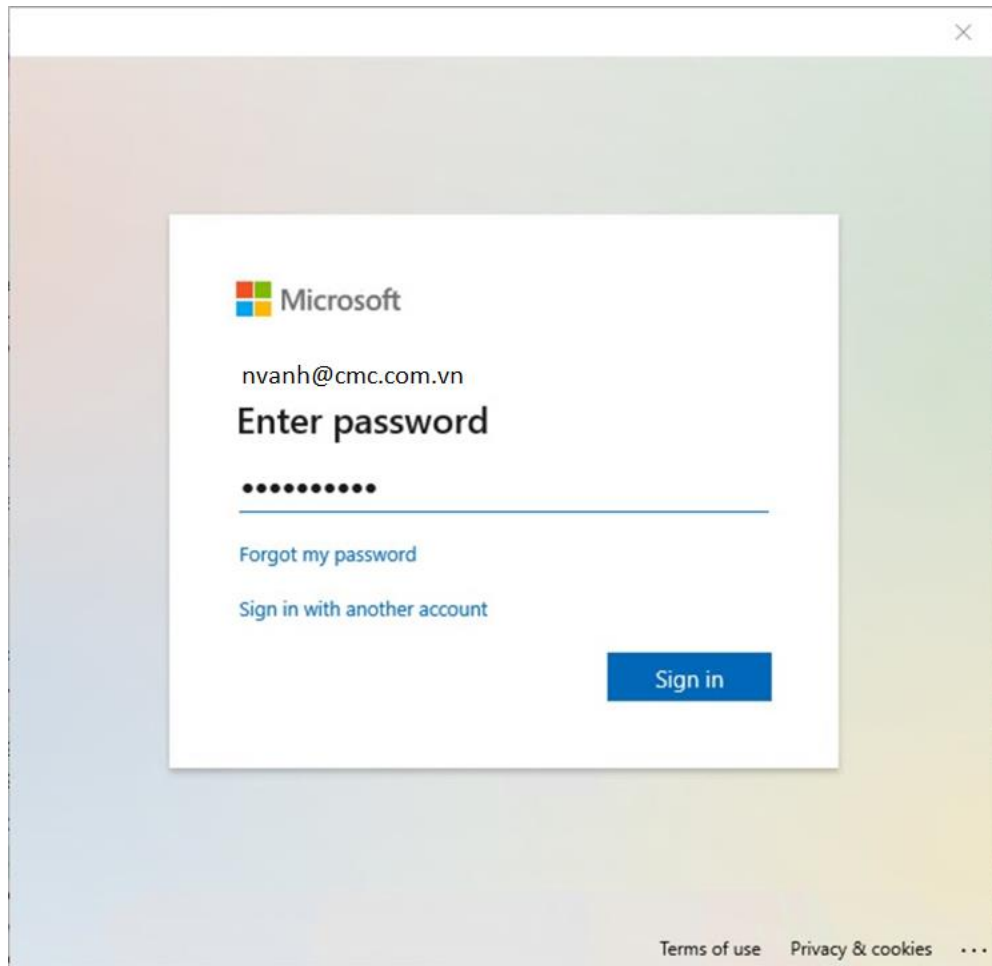 Microsoft
nvanh@cmc.com.vn
Enter password
••••••••••
Forgot my password
Sign in with another account
Sign in
Terms of use Privacy & cookies ...